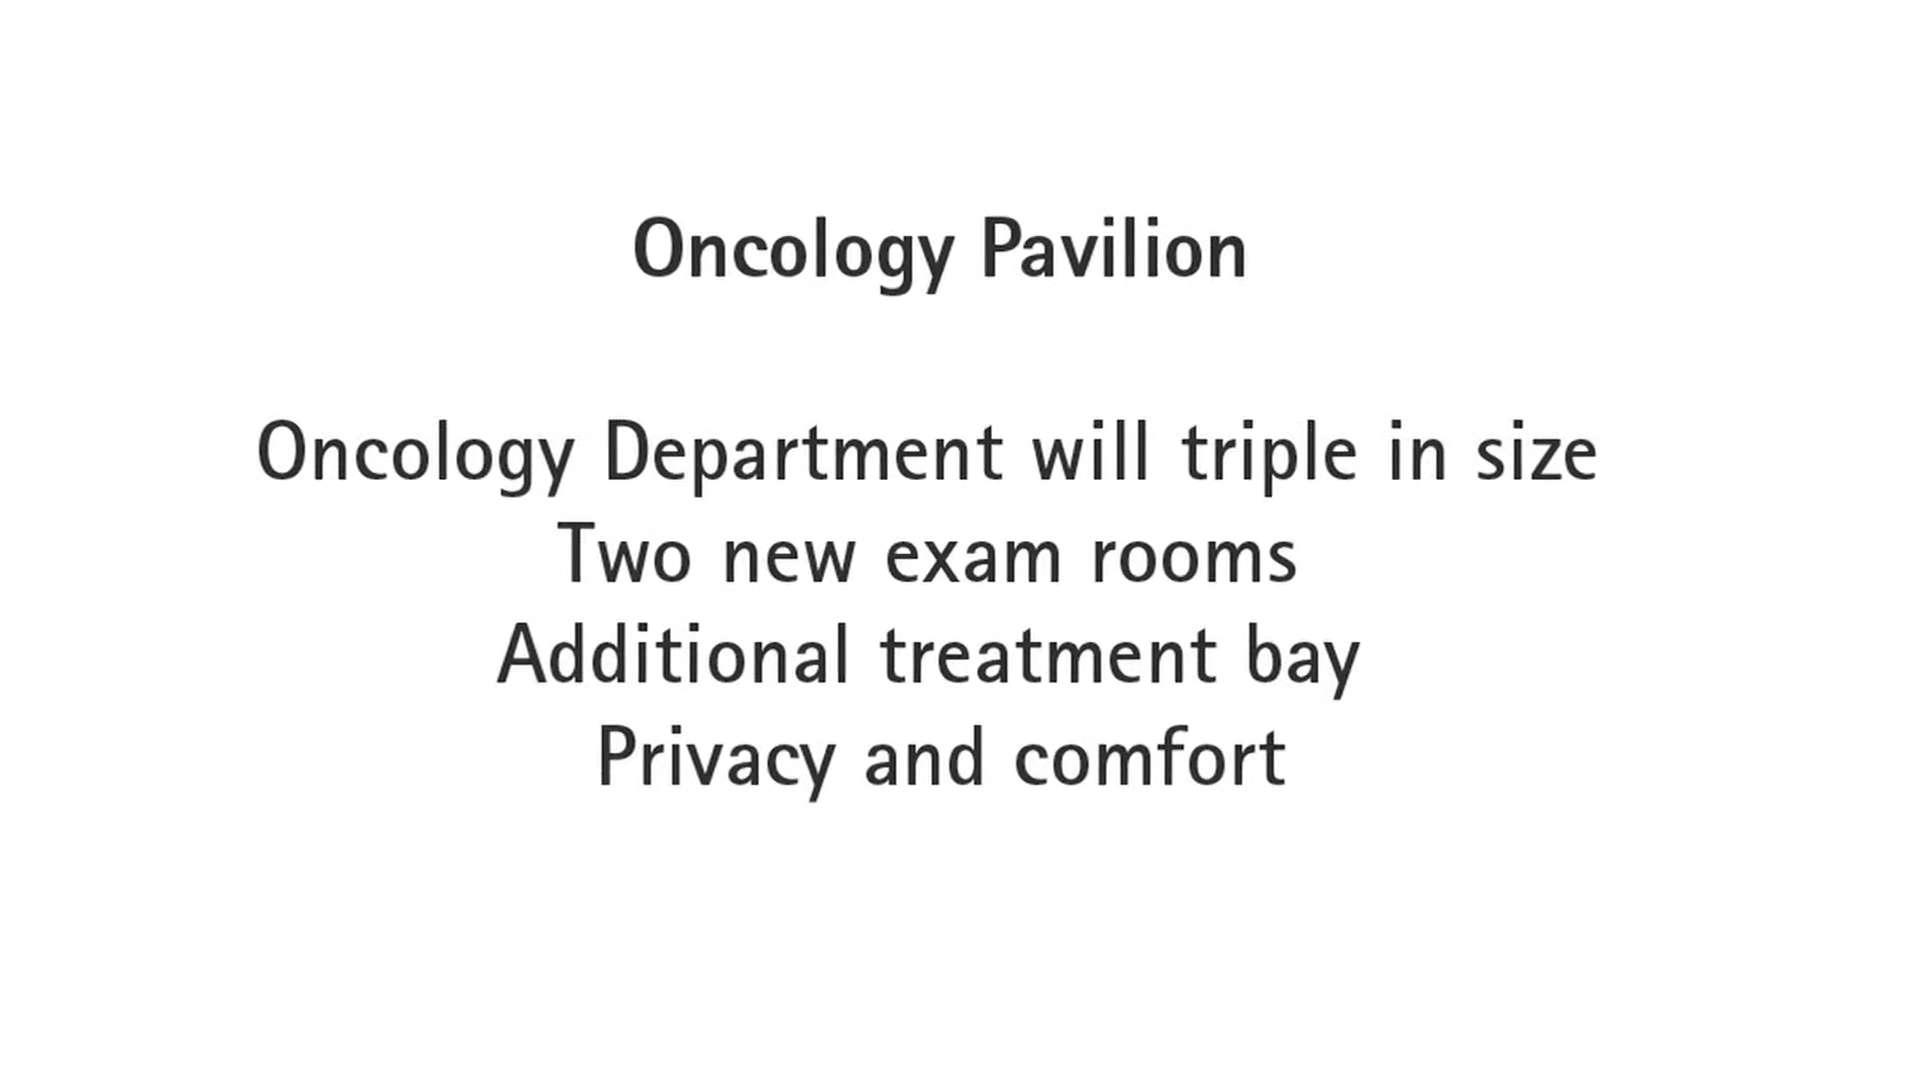 Oncology Pavilion
Oncology Department will triple in size
Two new exam rooms
Additional treatment bay
Privacy and comfort